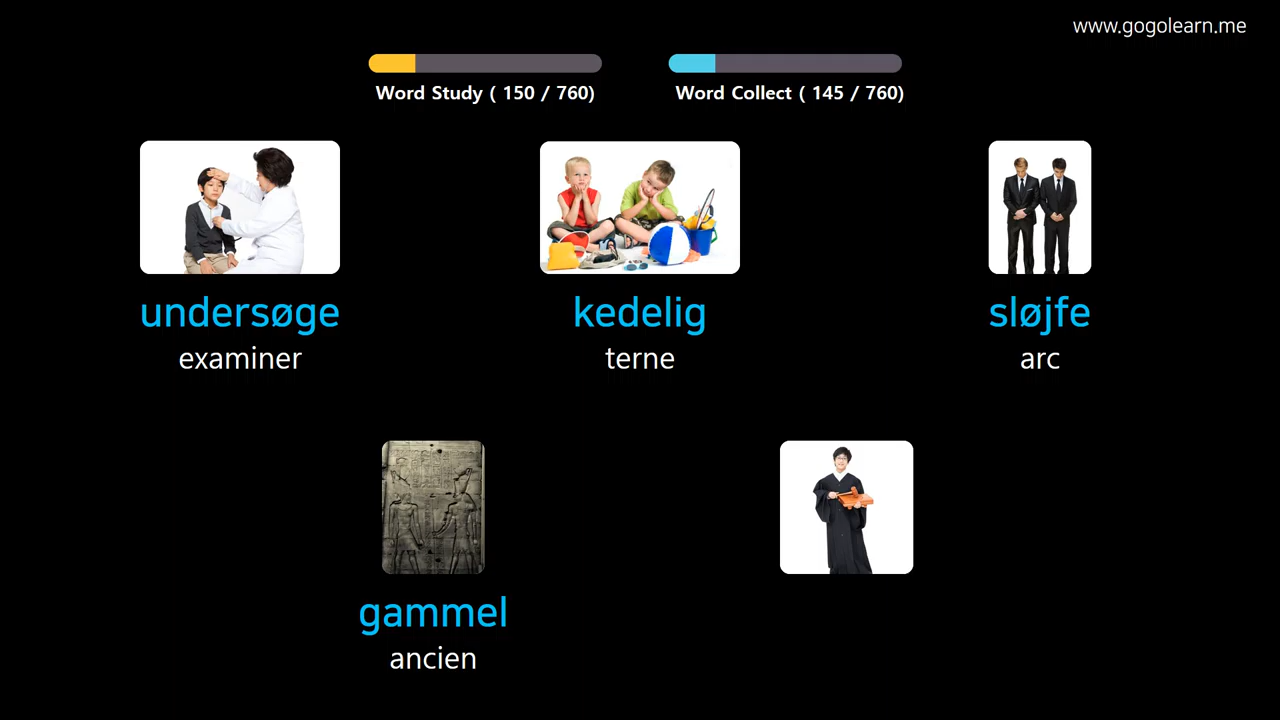 www.gogolearn.me
Word Study ( 150 / 760)
Word Collect ( 145 / 760)
undersøge
examiner
kedelig
terne
sløjfe
arc
gammel
ancien